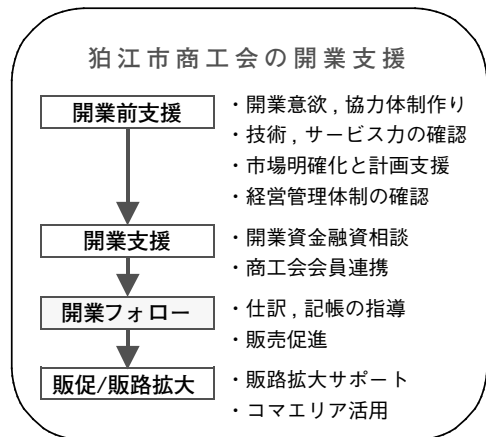 狛江市商工会の開業支援
開業前支援
・開業意欲 , 協力体制作り
・技術 , サービス力の確認
・市場明確化と計画支援
・経営管理体制の確認
開業支援
・開業資金融資相談
・商工会会員連携
開業フォロー
・仕訳 , 記帳の指導
・販売促進
販促/販路拡大
・販路拡大サポート
・コマエリア活用